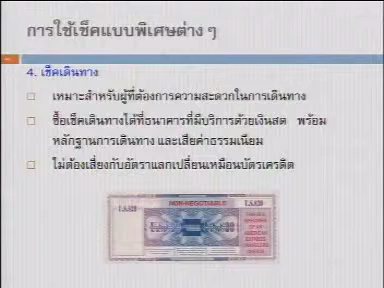 การใช้เช็คแบบพิเศษต่าง ๆ
4. เช็คเดินทาง
เหมาะสำหรับผู้ที่ต้องการความสะดวกในการเดินทาง
ซื้อเช็คเดินทางได้ที่ธนาคารที่มีบริการด้วยเงินสด พร้อม
หลักฐานการเดินทาง และเสียค่าธรรมเนียม
ไม่ต้องเสี่ยงกับอัตราแลกเปลี่ยนเหมือนบัตรเครดิต
NON-NEGOTIABLE